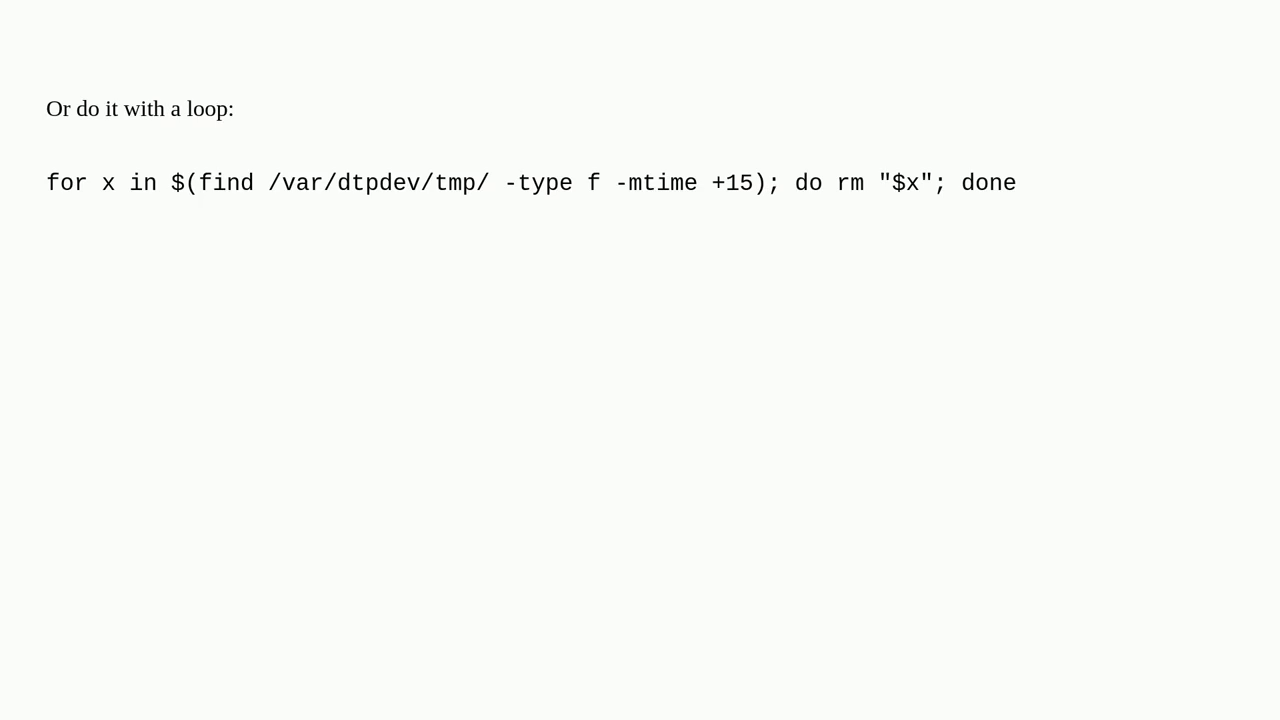 Or do it with a loop:
for x in $(find /var/dtpdev/tmp/ -type f -mtime +15); do rm "$x"; done